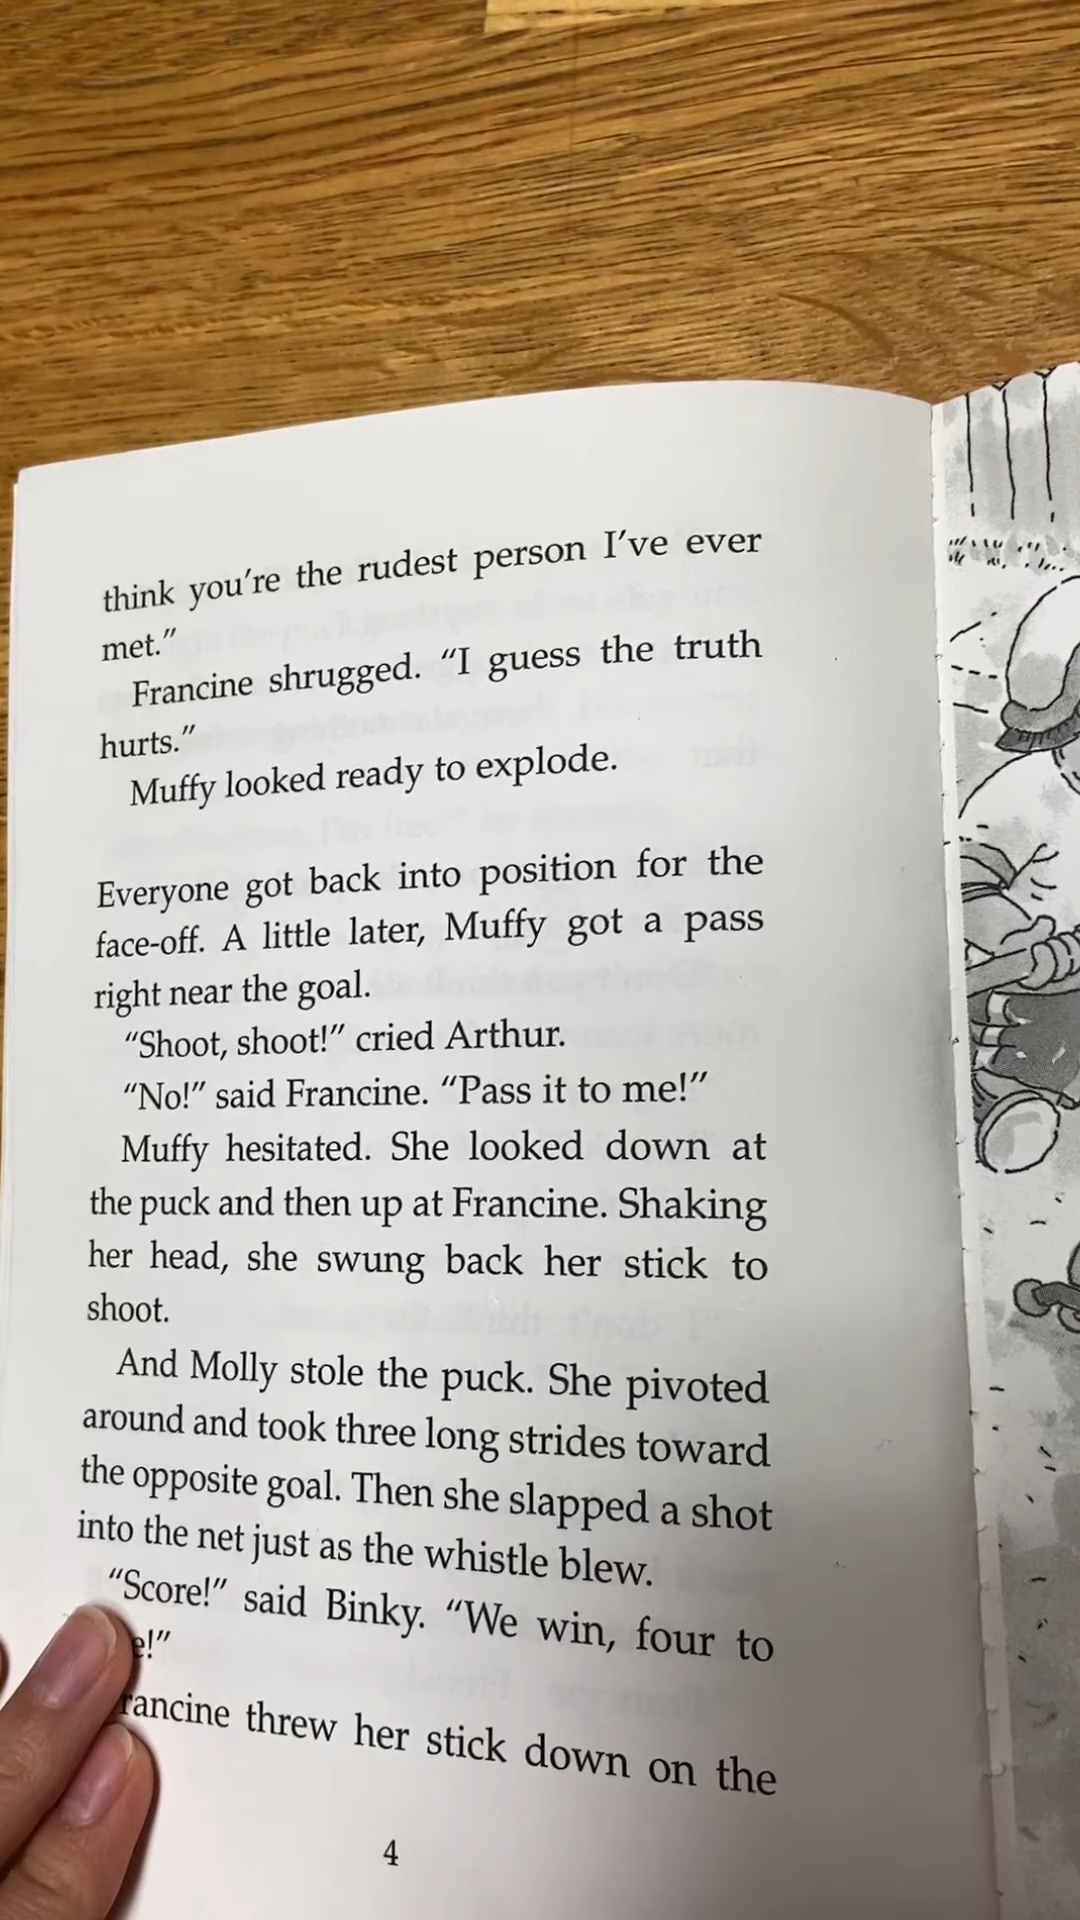 think you're the rudest person I've ever
met."
Francine shrugged. "I guess the truth
hurts."
Muffy looked ready to explode.
Everyone got back into position for the
face-off. A little later, Muffy got a pass
right near the goal.
"Shoot, shoot!" cried Arthur.
"No!" said Francine. "Pass it to me!"
Muffy hesitated. She looked down at
the puck and then up at Francine. Shaking
her head, she swung back her stick to
shoot.
And Molly stole the puck. She pivoted
around and took three long strides toward
the opposite goal. Then she slapped a shot
into the net just as the whistle blew.
"Score!" said Binky. "We win, four to
e!"
rancine threw her stick down on the
4